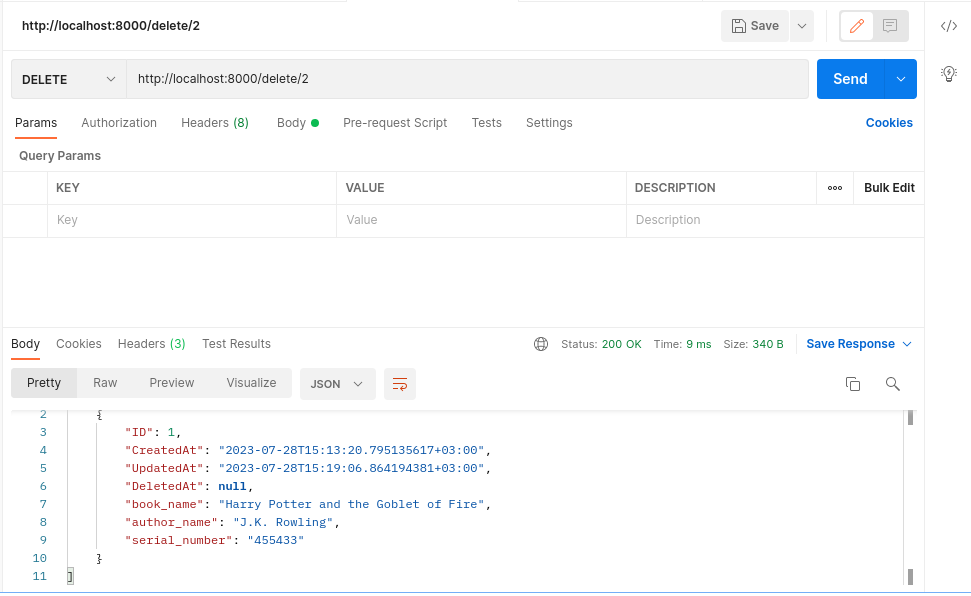 http://localhost:8000/delete/2 Save
DELETE http://localhost:8000/delete/2 Send
Params Authorization Headers (8) Body Pre-request Script Tests Settings Cookies
Query Params
KEY VALUE DESCRIPTION ooo Bulk Edit
Key Value Description
Body Cookies Headers (3) Test Results Status: 200 OK Time: 9 ms Size: 340 B Save Response
Pretty Raw Preview Visualize JSON
2 {
3 "ID": 1,
4 "CreatedAt": "2023-07-28T15:13:20.795135617+03:00",
5 "UpdatedAt": "2023-07-28T15:19:06.864194381+03:00",
6 "DeletedAt": null,
7 "book_name": "Harry Potter and the Goblet of Fire",
8 "author_name": "J.K. Rowling",
9 "serial_number": "455433"
10 }
11 ]